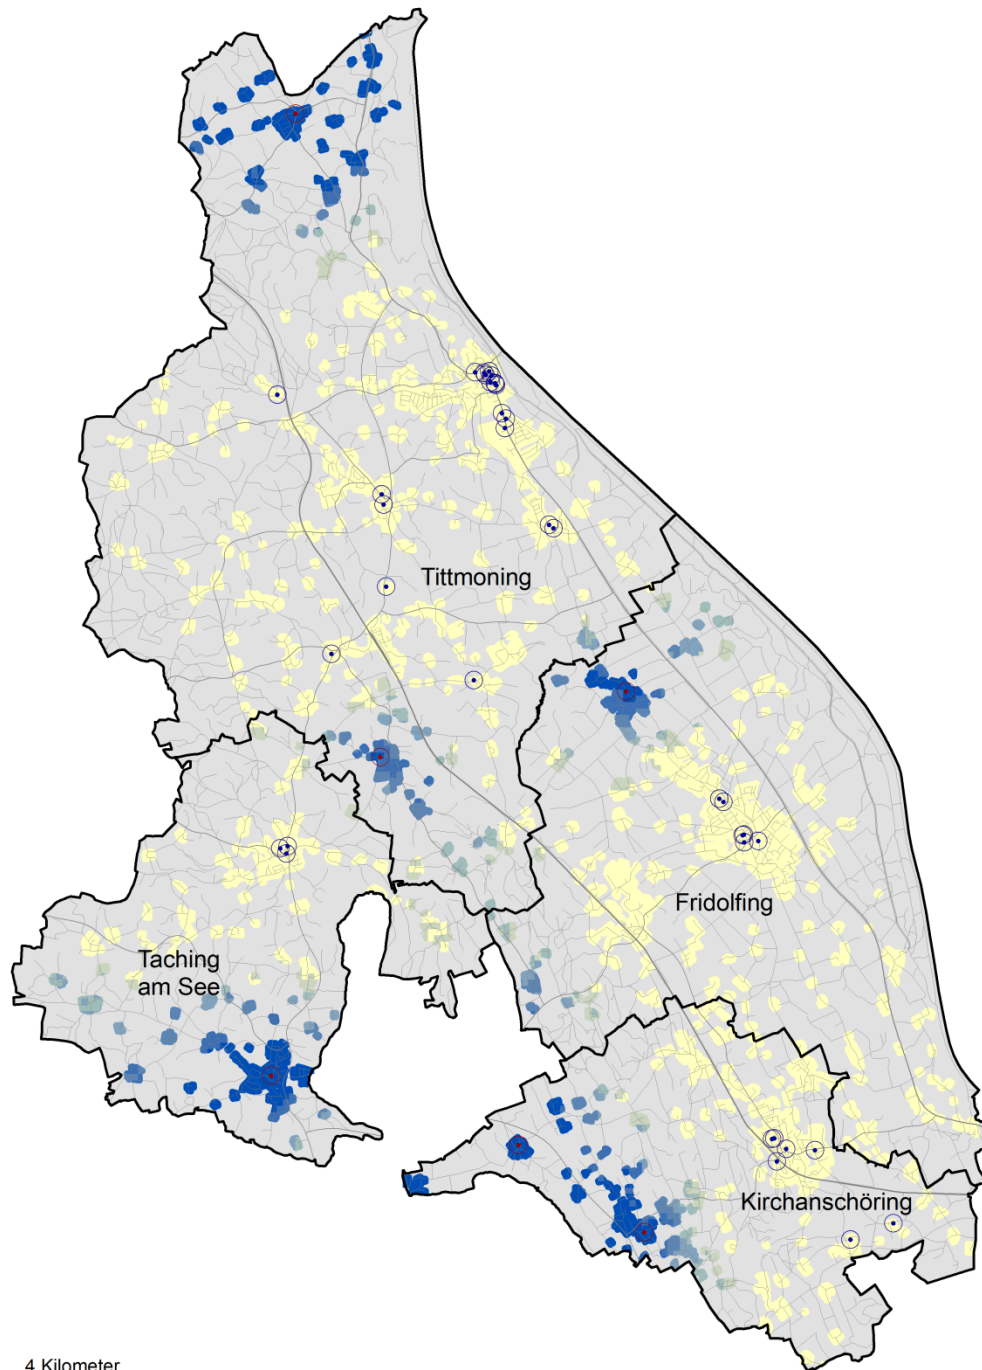 Tittmoning
Fridolfing
Taching
am See
Kirchanschöring
4 Kilometer